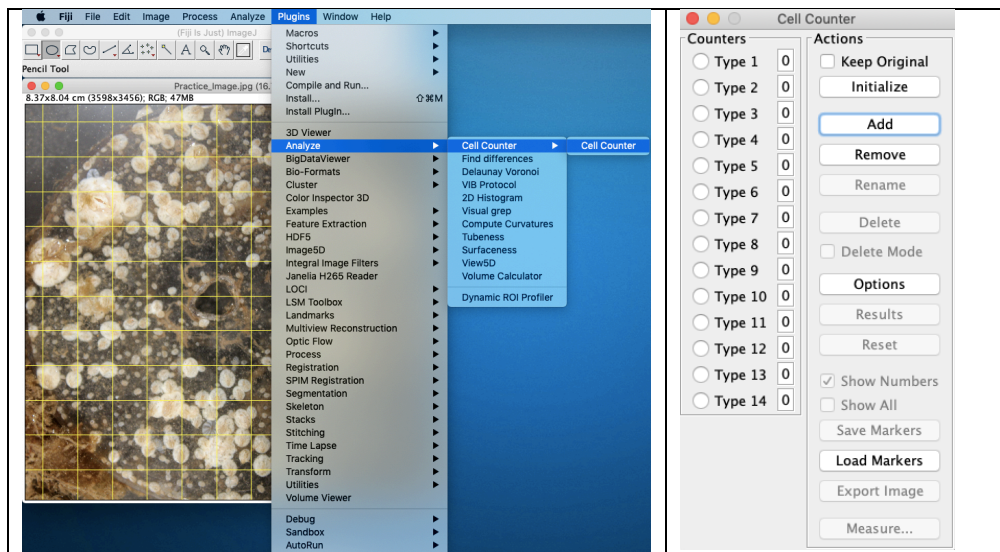 Fiji File Edit Image Process Analyze Plugins Window Help
(Fiji Is Just) ImageJ
Pencil Tool
Practice_Image.jpg (16.
8.37x8.04 cm (3598x3456); RGB; 47MB
Macros
Shortcuts
Utilities
New
Compile and Run...
Install... ⇧⌘M
Install PlugIn...
3D Viewer
Analyze
BigDataViewer
Bio-Formats
Cluster
Color Inspector 3D
Examples
Feature Extraction
HDF5
Image5D
Integral Image Filters
Janelia H265 Reader
LOCI
LSM Toolbox
Landmarks
Multiview Reconstruction
Optic Flow
Process
Registration
SPIM Registration
Segmentation
Skeleton
Stacks
Stitching
Time Lapse
Tracking
Transform
Utilities
Volume Viewer
Debug
Sandbox
AutoRun
Cell Counter
Find differences
Delaunay Voronoi
VIB Protocol
2D Histogram
Visual grep
Compute Curvatures
Tubeness
Surfaceness
View5D
Volume Calculator
Dynamic ROI Profiler
Cell Counter
Cell Counter
Counters
Type 1 0
Type 2 0
Type 3 0
Type 4 0
Type 5 0
Type 6 0
Type 7 0
Type 8 0
Type 9 0
Type 10 0
Type 11 0
Type 12 0
Type 13 0
Type 14 0
Actions
Keep Original
Initialize
Add
Remove
Rename
Delete
Delete Mode
Options
Results
Reset
Show Numbers
Show All
Save Markers
Load Markers
Export Image
Measure...